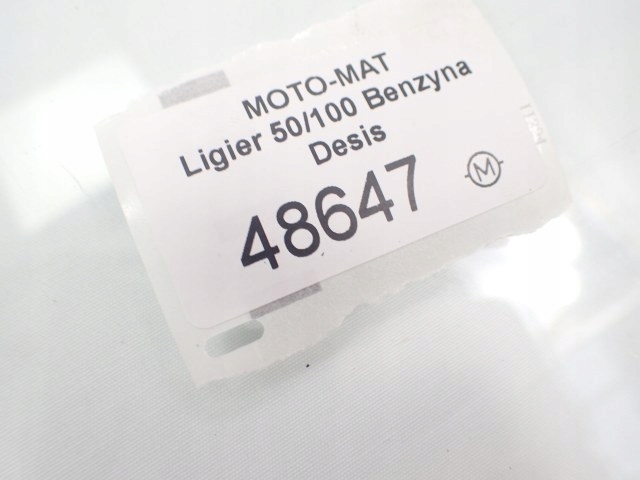 MOTO-MAT
Ligier 50/100 Benzyna
Desis
48647
M